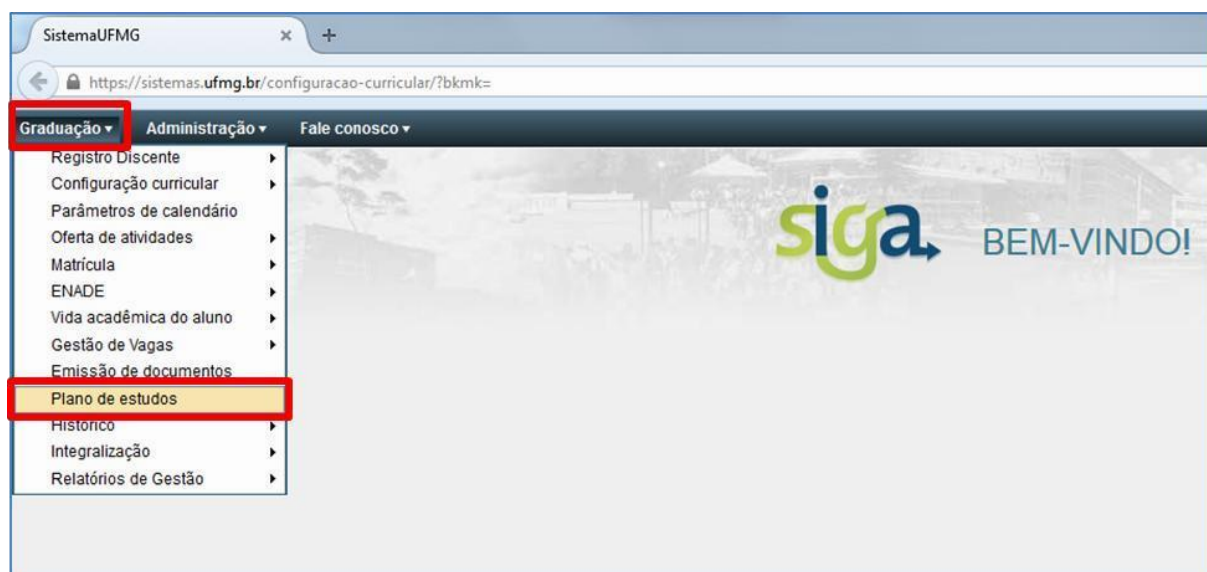 SistemaUFMG
https://sistemas.ufmg.br/configuracao-curricular/?bkmk=
Graduação Administração Fale conosco
Registro Discente
Configuração curricular
Parâmetros de calendário
Oferta de atividades
Matrícula
ENADE
Vida acadêmica do aluno
Gestão de Vagas
Emissão de documentos
Plano de estudos
Histórico
Integralização
Relatórios de Gestão
siga BEM-VINDO!